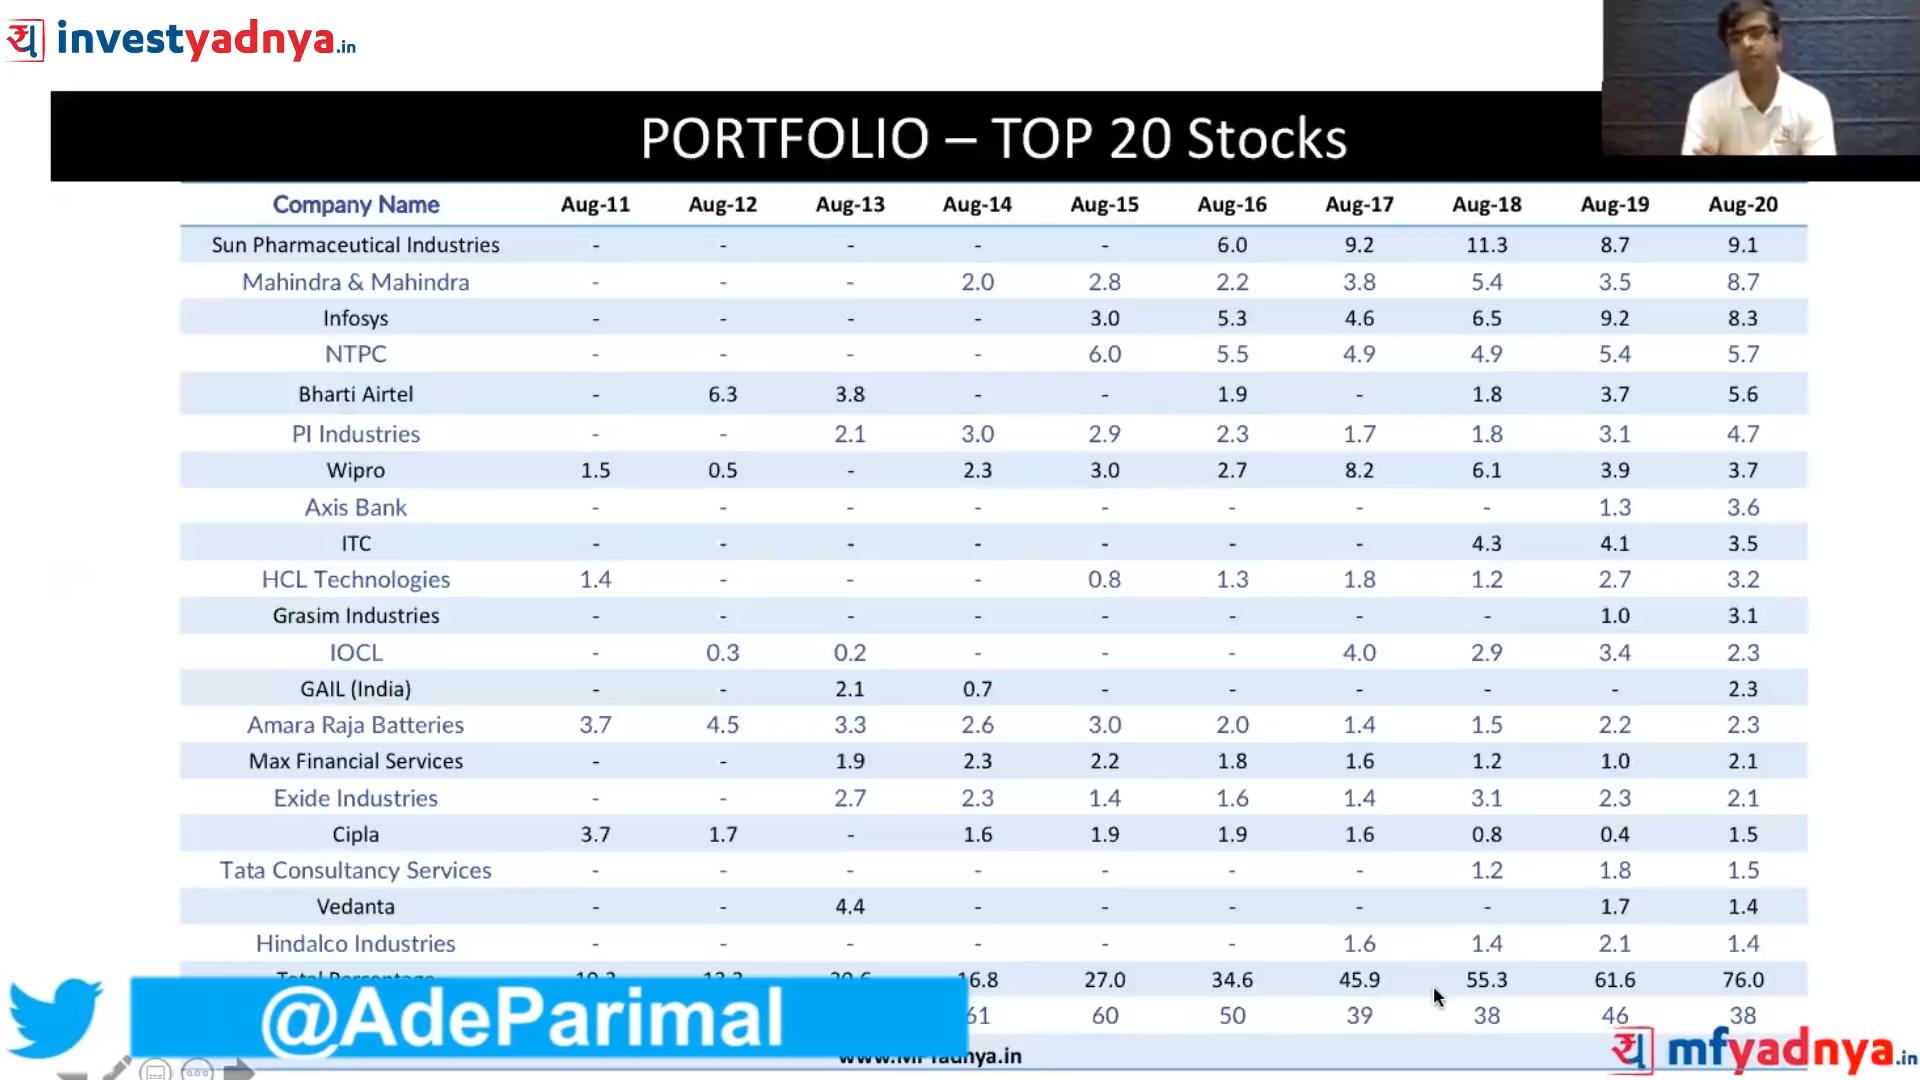 investyadnya.in
PORTFOLIO – TOP 20 Stocks
Company Name Aug-11 Aug-12 Aug-13 Aug-14 Aug-15 Aug-16 Aug-17 Aug-18 Aug-19 Aug-20
Sun Pharmaceutical Industries - - - - - 6.0 9.2 11.3 8.7 9.1
Mahindra & Mahindra - - - 2.0 2.8 2.2 3.8 5.4 3.5 8.7
Infosys - - - - 3.0 5.3 4.6 6.5 9.2 8.3
NTPC - - - - 6.0 5.5 4.9 4.9 5.4 5.7
Bharti Airtel - 6.3 3.8 - - 1.9 - 1.8 3.7 5.6
PI Industries - - 2.1 3.0 2.9 2.3 1.7 1.8 3.1 4.7
Wipro 1.5 0.5 - 2.3 3.0 2.7 8.2 6.1 3.9 3.7
Axis Bank - - - - - - - - 1.3 3.6
ITC - - - - - - - 4.3 4.1 3.5
HCL Technologies 1.4 - - - 0.8 1.3 1.8 1.2 2.7 3.2
Grasim Industries - - - - - - - - 1.0 3.1
IOCL - 0.3 0.2 - - - 4.0 2.9 3.4 2.3
GAIL (India) - - 2.1 0.7 - - - - - 2.3
Amara Raja Batteries 3.7 4.5 3.3 2.6 3.0 2.0 1.4 1.5 2.2 2.3
Max Financial Services - - 1.9 2.3 2.2 1.8 1.6 1.2 1.0 2.1
Exide Industries - - 2.7 2.3 1.4 1.6 1.4 3.1 2.3 2.1
Cipla 3.7 1.7 - 1.6 1.9 1.9 1.6 0.8 0.4 1.5
Tata Consultancy Services - - - - - - - 1.2 1.8 1.5
Vedanta - - 4.4 - - - - - 1.7 1.4
Hindalco Industries - - - - - - 1.6 1.4 2.1 1.4
Total Percentage 16.8 27.0 34.6 45.9 55.3 61.6 76.0
61 60 50 39 38 46 38
@AdeParimal
www.MFYadnya.in
mfyadnya.in